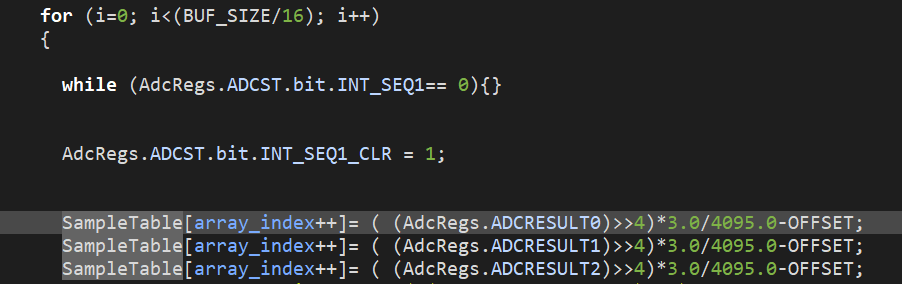 for (i=0; i<(BUF_SIZE/16); i++)
{
while (AdcRegs.ADCST.bit.INT_SEQ1== 0){}
AdcRegs.ADCST.bit.INT_SEQ1_CLR = 1;
SampleTable[array_index++]= ( (AdcRegs.ADCRESULT0)>>4)*3.0/4095.0-OFFSET;
SampleTable[array_index++]= ( (AdcRegs.ADCRESULT1)>>4)*3.0/4095.0-OFFSET;
SampleTable[array_index++]= ( (AdcRegs.ADCRESULT2)>>4)*3.0/4095.0-OFFSET;